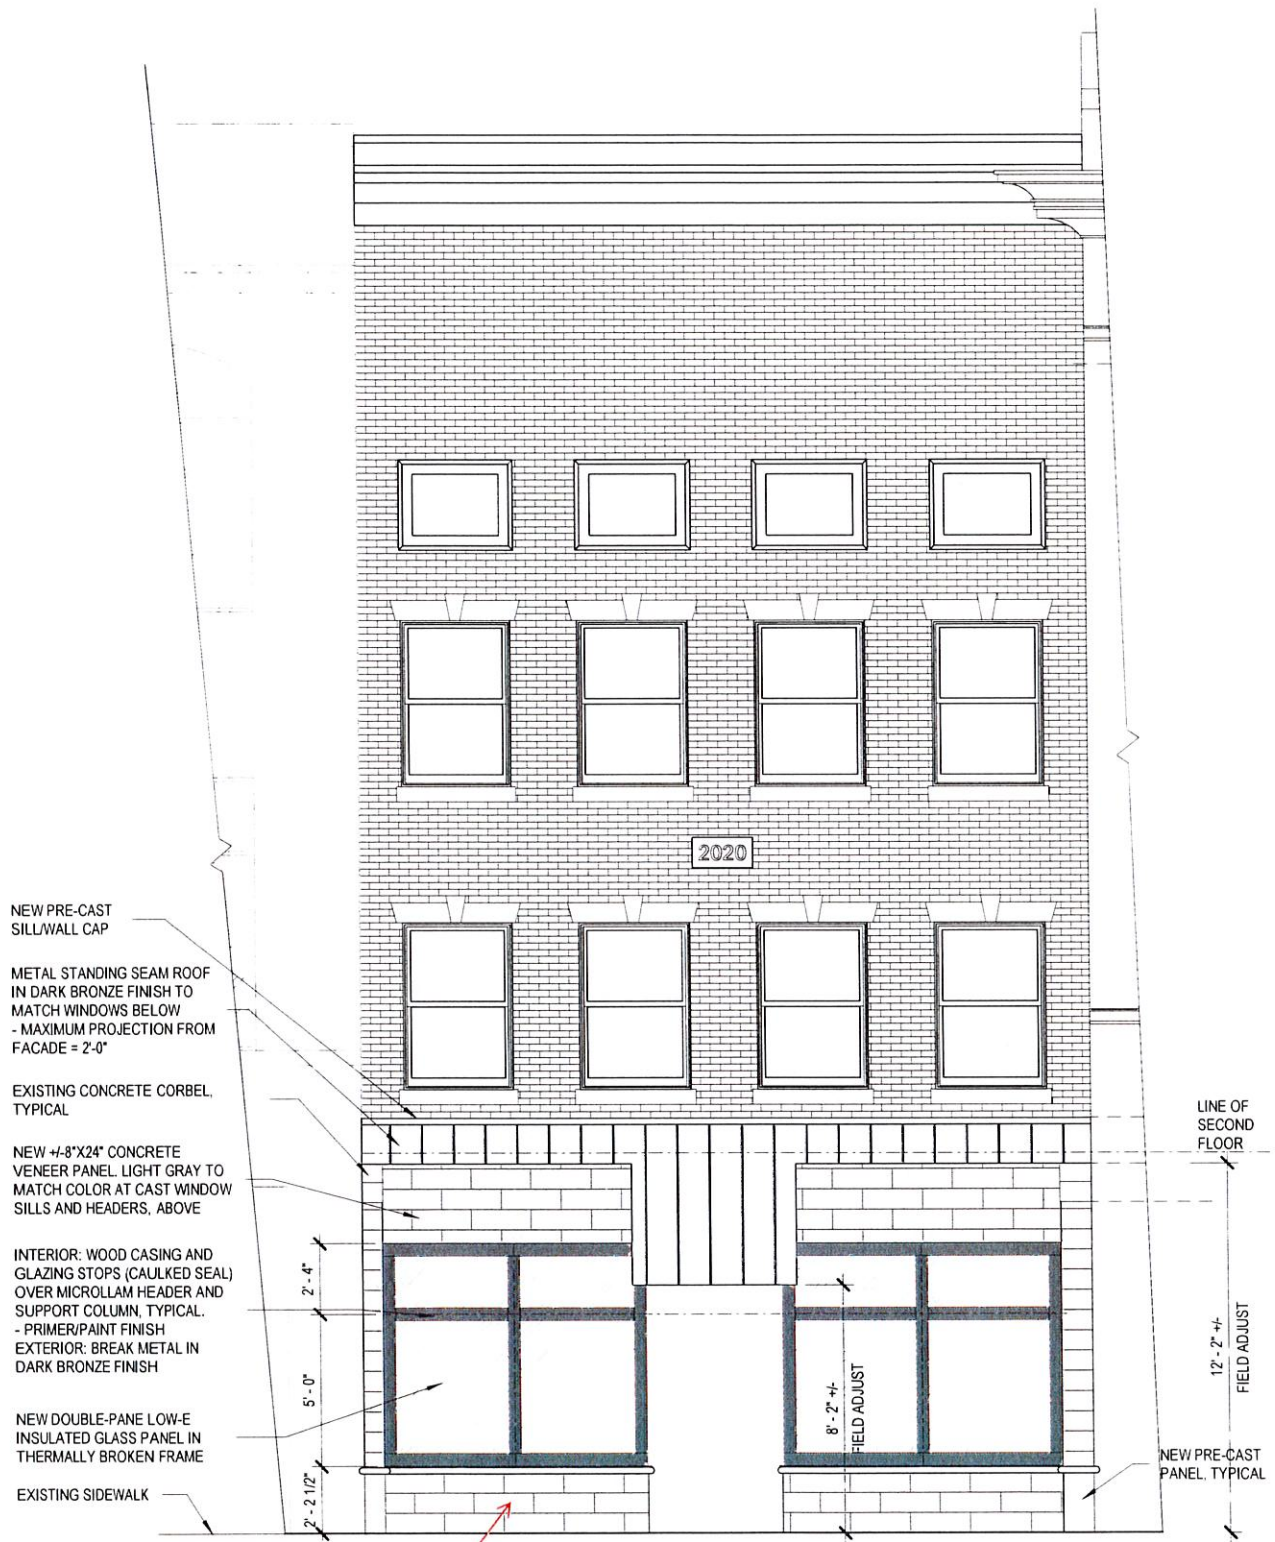 2020
NEW PRE-CAST
SILL/WALL CAP
METAL STANDING SEAM ROOF
IN DARK BRONZE FINISH TO
MATCH WINDOWS BELOW
- MAXIMUM PROJECTION FROM
FACADE = 2'-0"
EXISTING CONCRETE CORBEL,
TYPICAL
NEW +/-8"X24" CONCRETE
VENEER PANEL. LIGHT GRAY TO
MATCH COLOR AT CAST WINDOW
SILLS AND HEADERS, ABOVE
INTERIOR: WOOD CASING AND
GLAZING STOPS (CAULKED SEAL)
OVER MICROLLAM HEADER AND
SUPPORT COLUMN, TYPICAL.
- PRIMER/PAINT FINISH
EXTERIOR: BREAK METAL IN
DARK BRONZE FINISH
NEW DOUBLE-PANE LOW-E
INSULATED GLASS PANEL IN
THERMALLY BROKEN FRAME
EXISTING SIDEWALK
2' - 4"
5' - 0"
2' - 2 1/2"
8' - 2" +/-
FIELD ADJUST
LINE OF
SECOND
FLOOR
12' - 2" +/-
FIELD ADJUST
NEW PRE-CAST
PANEL, TYPICAL